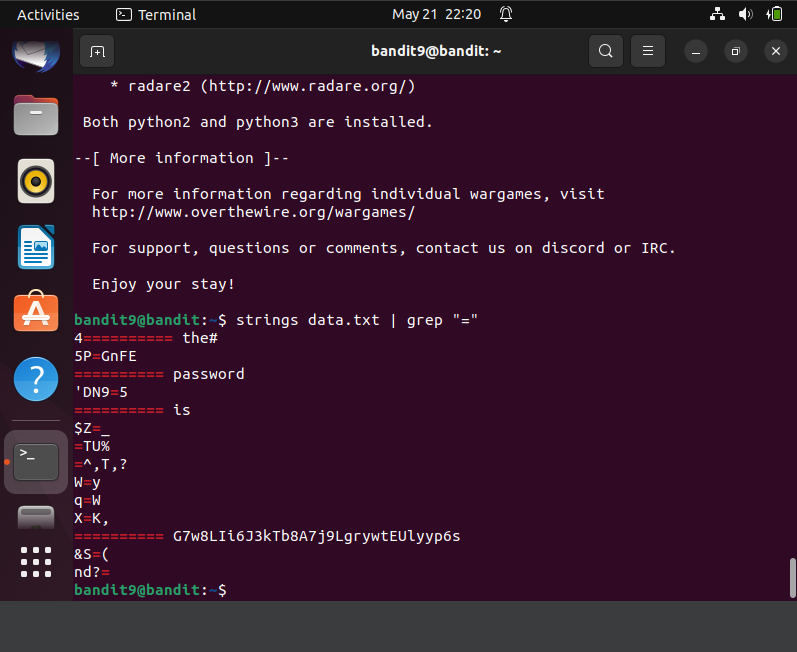 Activities
Terminal
May 21 22:20
bandit9@bandit: ~
* radare2 (http://www.radare.org/)
Both python2 and python3 are installed.
--[ More information ]--
For more information regarding individual wargames, visit
http://www.overthewire.org/wargames/
For support, questions or comments, contact us on discord or IRC.
Enjoy your stay!
bandit9@bandit:~$ strings data.txt | grep "="
4========== the#
5P=GnFE
========== password
'DN9=5
========== is
$Z=_
=TU%
=^,T,?
W=y
q=W
X=K,
========== G7w8LIi6J3kTb8A7j9LgrywtEUlyyp6s
&S=(
nd?=
bandit9@bandit:~$